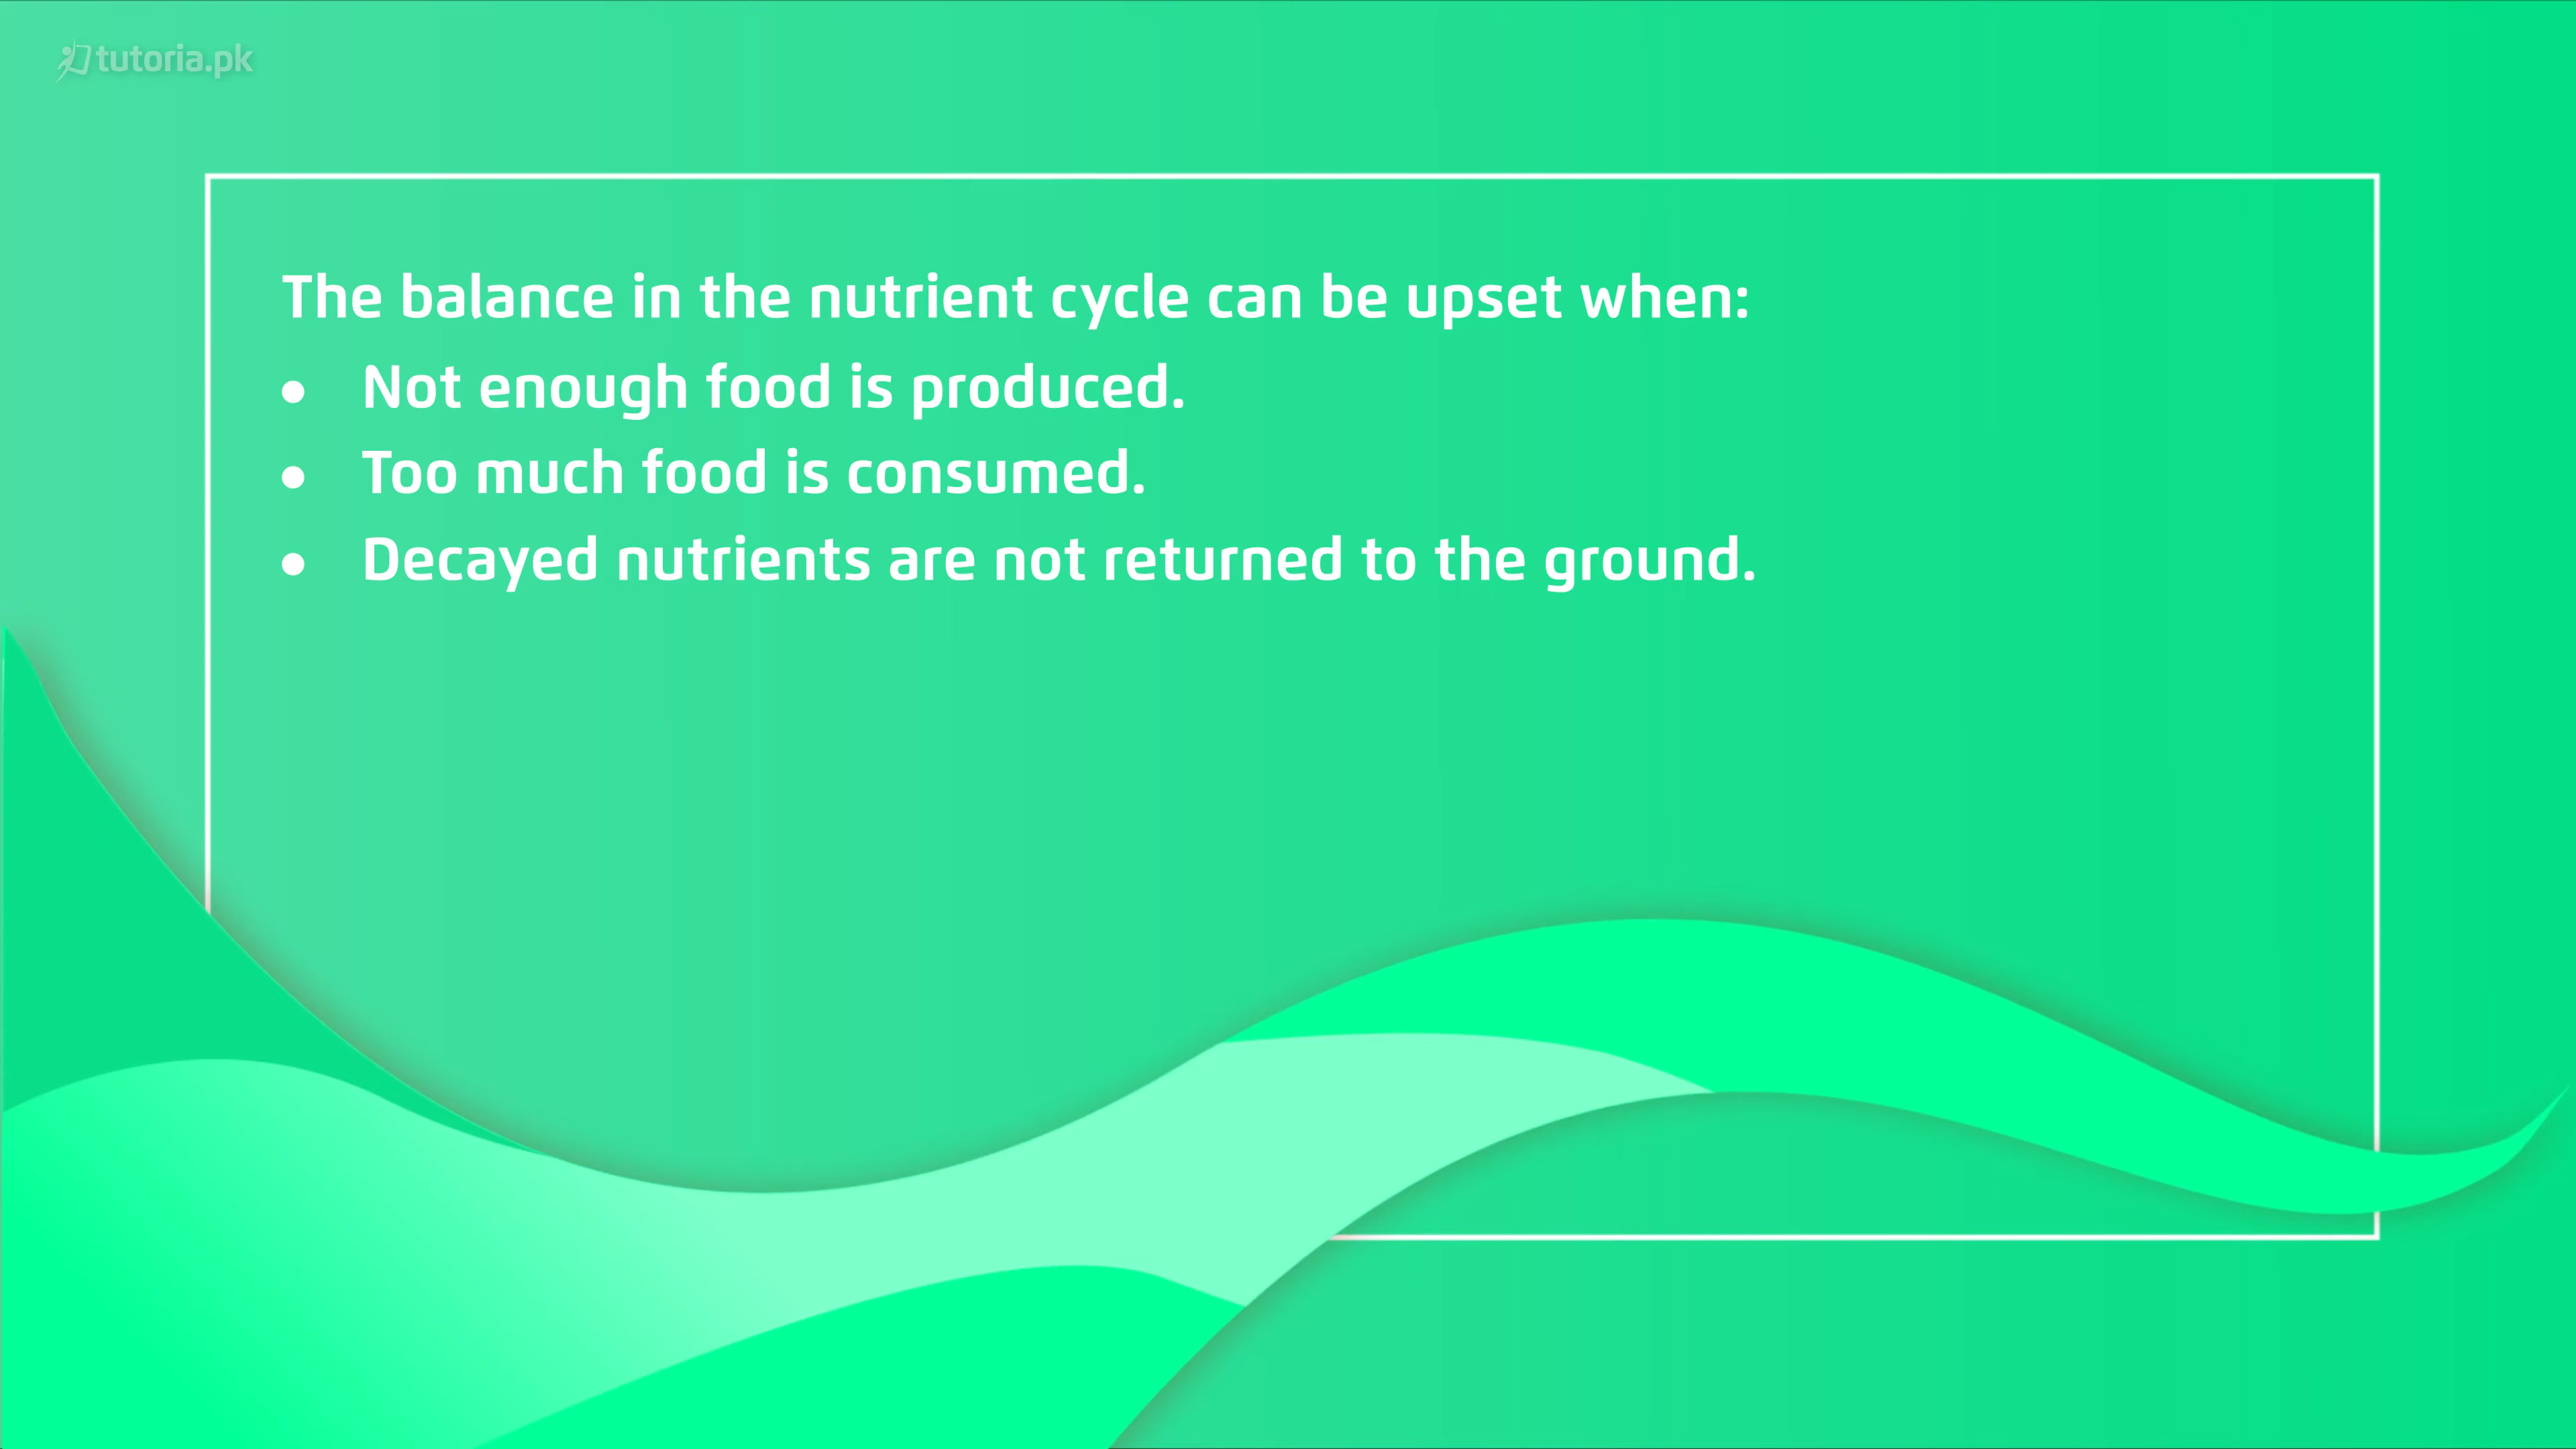 tutoria.pk
The balance in the nutrient cycle can be upset when:
• Not enough food is produced.
• Too much food is consumed.
• Decayed nutrients are not returned to the ground.